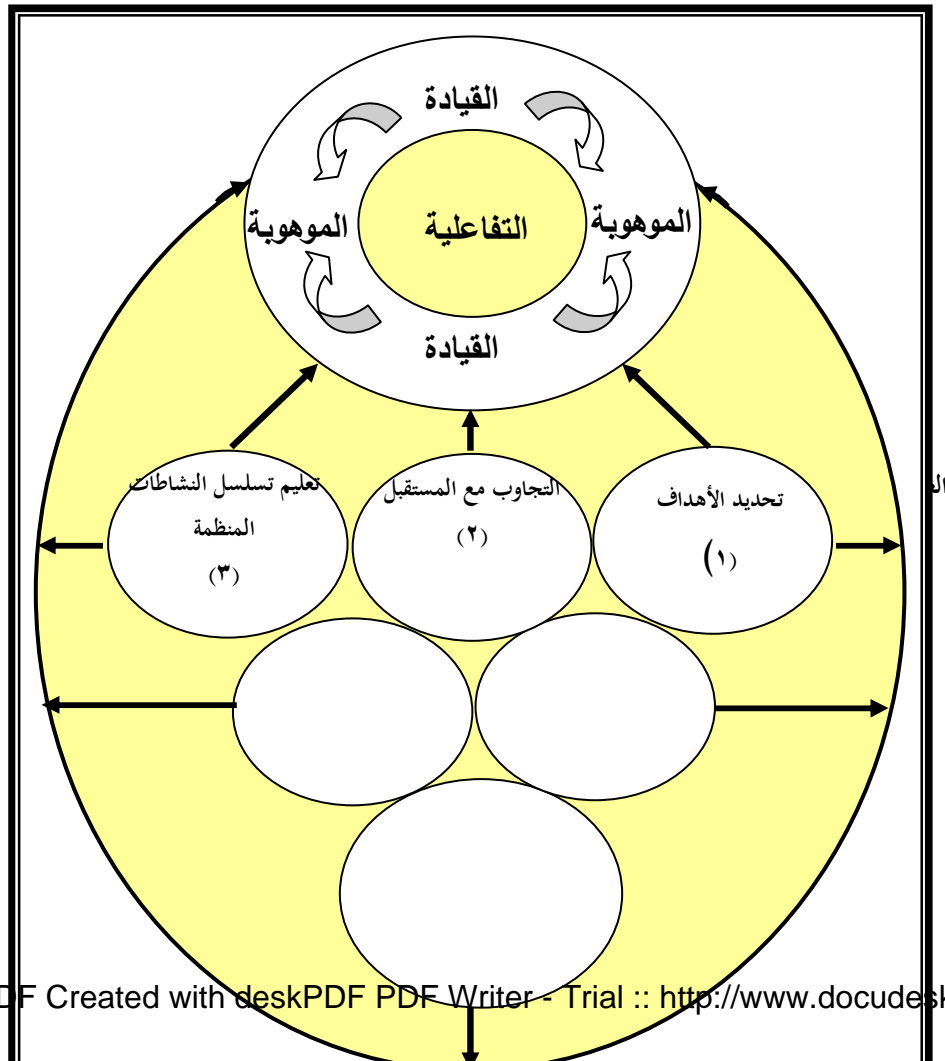 القيادة
الموهوبة
التفاعلية
الموهوبة
القيادة
تحديد الأهداف
(١)
التجاوب مع المستقبل
(٢)
تعليم تسلسل النشاطات
المنظمة
(٣)
DF Created with deskPDF PDF Writer - Trial :: http://www.docudesk